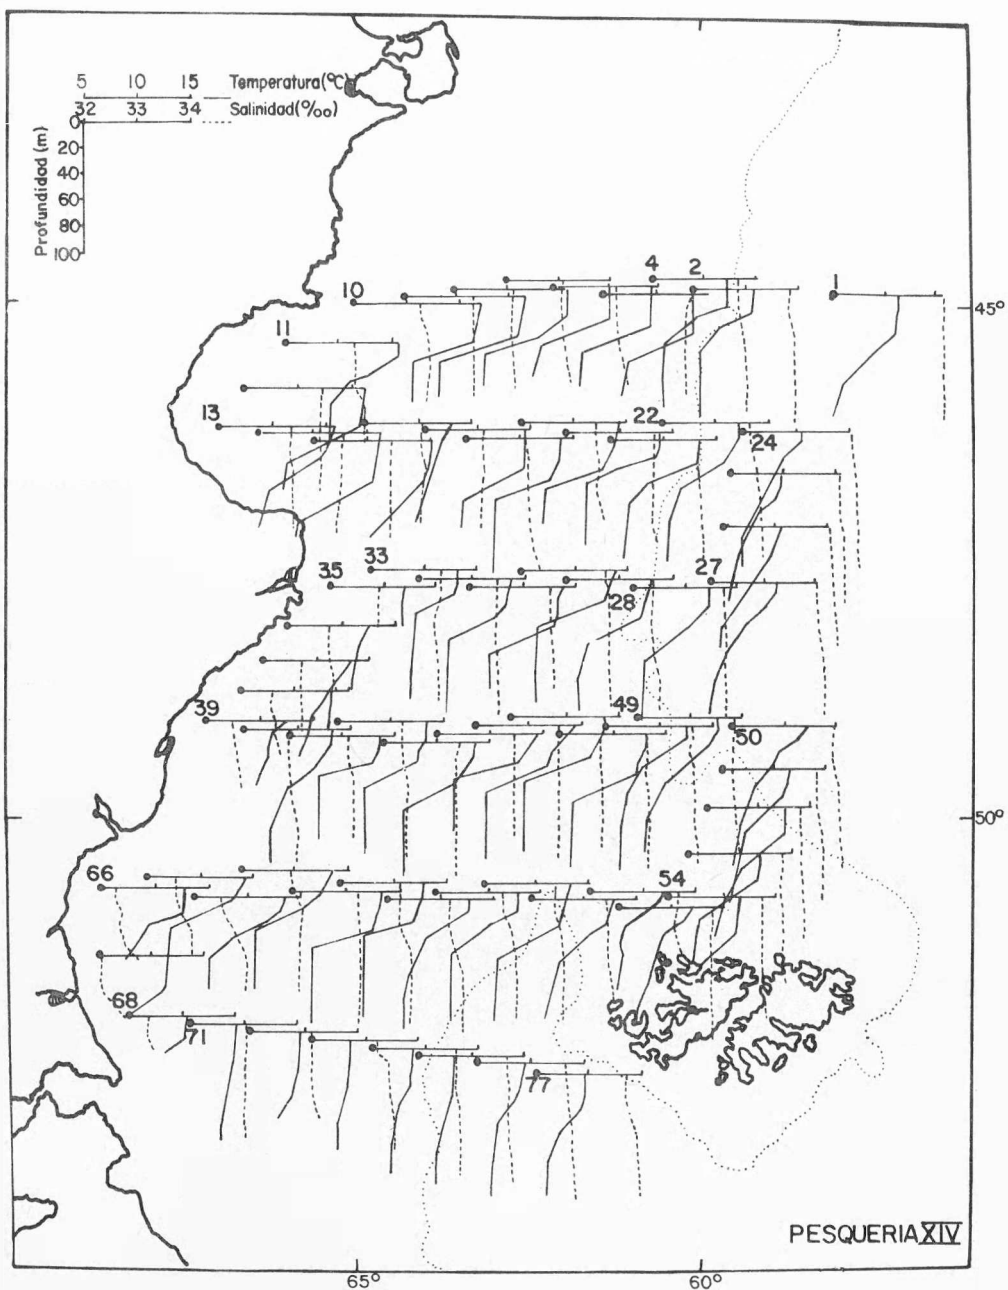 5 10 15 Temperatura(°C)
32 33 34 Salinidad(‰)
Profundidad (m)
0
20
40
60
80
100
4 2 1
10
45°
11
13 22 24
33 35 27
28
39 49 50
50°
66 54
68
71
77
PESQUERIA XIV
65° 60°